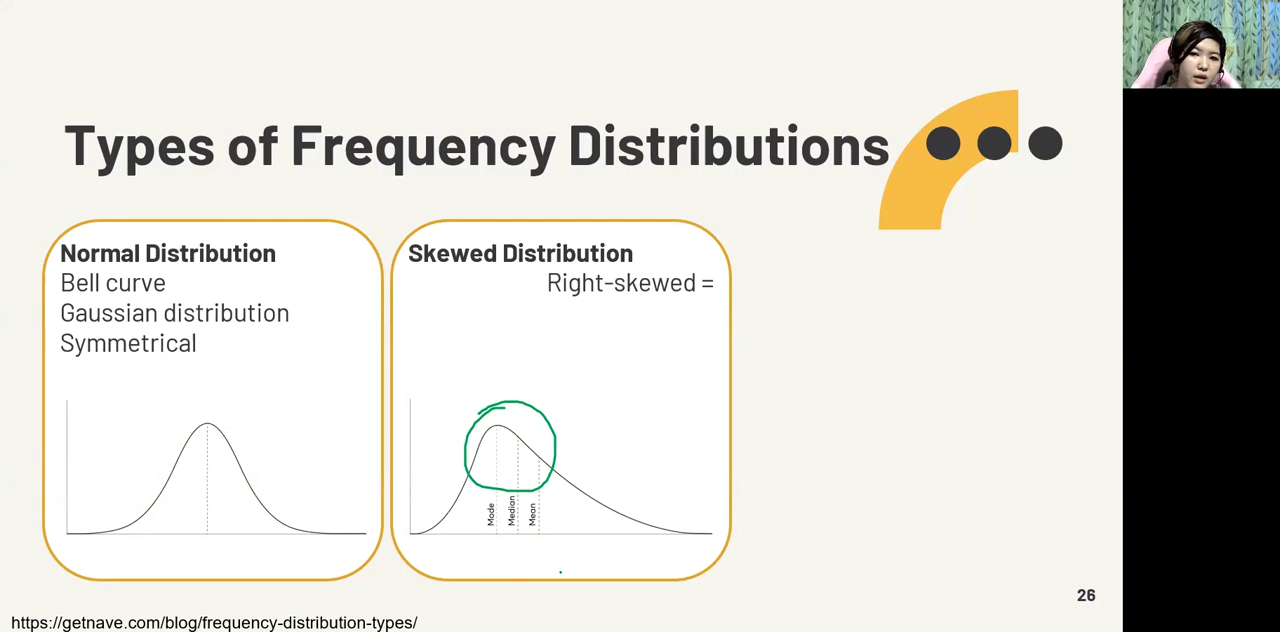 Types of Frequency Distributions
Normal Distribution
Bell curve
Gaussian distribution
Symmetrical
Skewed Distribution
Right-skewed =
Mode
Median
Mean
26
https://getnave.com/blog/frequency-distribution-types/